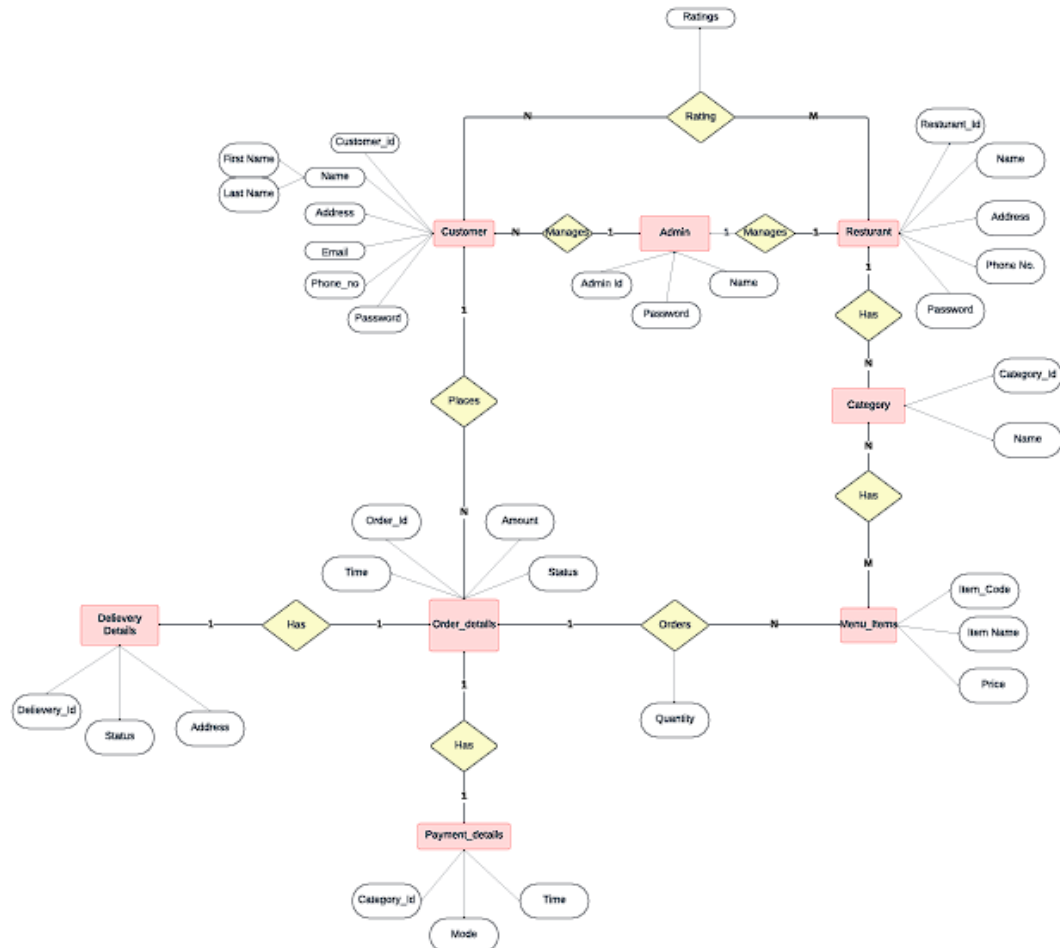 Ratings
N
Rating
M
Customer_id
First Name
Last Name
Name
Address
Email
Phone_no
Password
Customer
N
Manages
1
Admin
1
Manages
1
Resturant
Resturant_Id
Name
Address
Phone No.
Password
Admin Id
Password
Name
1
Has
N
Category
Category_Id
Name
N
Has
M
1
Places
N
Order_Id
Amount
Time
Status
Delievery
Details
1
Has
1
Order_details
1
Orders
N
Menu_Items
Item_Code
Item Name
Price
Quantity
Delievery_Id
Status
Address
1
Has
1
Payment_details
Category_Id
Mode
Time